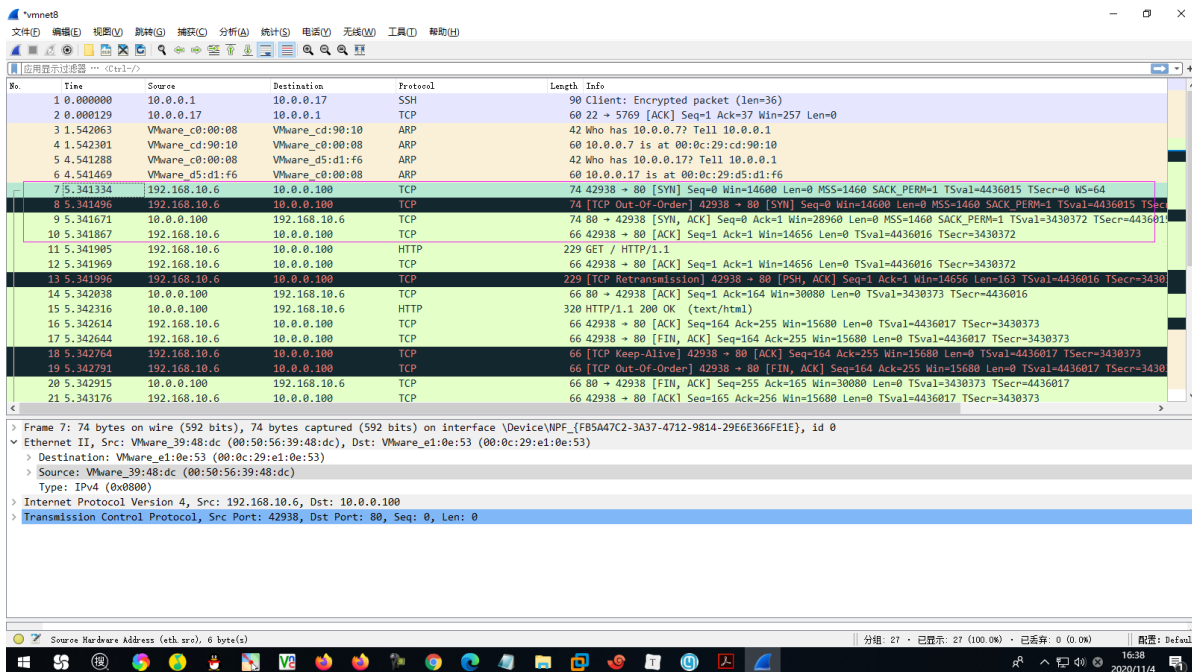 *vmnet8
文件(F) 编辑(E) 视图(V) 跳转(G) 捕获(C) 分析(A) 统计(S) 电话(Y) 无线(W) 工具(T) 帮助(H)
应用显示过滤器 … <Ctrl-/>
No. Time Source Destination Protocol Length Info
1 0.000000 10.0.0.1 10.0.0.17 SSH 90 Client: Encrypted packet (len=36)
2 0.000129 10.0.0.17 10.0.0.1 TCP 60 22 → 5769 [ACK] Seq=1 Ack=37 Win=257 Len=0
3 1.542063 VMware_c0:00:08 VMware_cd:90:10 ARP 42 Who has 10.0.0.7? Tell 10.0.0.1
4 1.542301 VMware_cd:90:10 VMware_c0:00:08 ARP 60 10.0.0.7 is at 00:0c:29:cd:90:10
5 4.541288 VMware_c0:00:08 VMware_d5:d1:f6 ARP 42 Who has 10.0.0.17? Tell 10.0.0.1
6 4.541469 VMware_d5:d1:f6 VMware_c0:00:08 ARP 60 10.0.0.17 is at 00:0c:29:d5:d1:f6
7 5.341334 192.168.10.6 10.0.0.100 TCP 74 42938 → 80 [SYN] Seq=0 Win=14600 Len=0 MSS=1460 SACK_PERM=1 TSval=4436015 TSecr=0 WS=64
8 5.341496 192.168.10.6 10.0.0.100 TCP 74 [TCP Out-Of-Order] 42938 → 80 [SYN] Seq=0 Win=14600 Len=0 MSS=1460 SACK_PERM=1 TSval=4436015 TSec
9 5.341671 10.0.0.100 192.168.10.6 TCP 74 80 → 42938 [SYN, ACK] Seq=0 Ack=1 Win=28960 Len=0 MSS=1460 SACK_PERM=1 TSval=3430372 TSecr=443601
10 5.341867 192.168.10.6 10.0.0.100 TCP 66 42938 → 80 [ACK] Seq=1 Ack=1 Win=14656 Len=0 TSval=4436016 TSecr=3430372
11 5.341905 192.168.10.6 10.0.0.100 HTTP 229 GET / HTTP/1.1
12 5.341969 192.168.10.6 10.0.0.100 TCP 66 42938 → 80 [ACK] Seq=1 Ack=1 Win=14656 Len=0 TSval=4436016 TSecr=3430372
13 5.341996 192.168.10.6 10.0.0.100 TCP 229 [TCP Retransmission] 42938 → 80 [PSH, ACK] Seq=1 Ack=1 Win=14656 Len=163 TSval=4436016 TSecr=3430
14 5.342038 10.0.0.100 192.168.10.6 TCP 66 80 → 42938 [ACK] Seq=1 Ack=164 Win=30080 Len=0 TSval=3430373 TSecr=4436016
15 5.342316 10.0.0.100 192.168.10.6 HTTP 320 HTTP/1.1 200 OK (text/html)
16 5.342614 192.168.10.6 10.0.0.100 TCP 66 42938 → 80 [ACK] Seq=164 Ack=255 Win=15680 Len=0 TSval=4436017 TSecr=3430373
17 5.342644 192.168.10.6 10.0.0.100 TCP 66 42938 → 80 [FIN, ACK] Seq=164 Ack=255 Win=15680 Len=0 TSval=4436017 TSecr=3430373
18 5.342764 192.168.10.6 10.0.0.100 TCP 66 [TCP Keep-Alive] 42938 → 80 [ACK] Seq=164 Ack=255 Win=15680 Len=0 TSval=4436017 TSecr=3430373
19 5.342791 192.168.10.6 10.0.0.100 TCP 66 [TCP Out-Of-Order] 42938 → 80 [FIN, ACK] Seq=164 Ack=255 Win=15680 Len=0 TSval=4436017 TSecr=3430
20 5.342915 10.0.0.100 192.168.10.6 TCP 66 80 → 42938 [FIN, ACK] Seq=255 Ack=165 Win=30080 Len=0 TSval=3430373 TSecr=4436017
21 5.343176 192.168.10.6 10.0.0.100 TCP 66 42938 → 80 [ACK] Seq=165 Ack=256 Win=15680 Len=0 TSval=4436017 TSecr=3430373
Frame 7: 74 bytes on wire (592 bits), 74 bytes captured (592 bits) on interface \Device\NPF_{FB5A47C2-3A37-4712-9814-29E6E366FE1E}, id 0
Ethernet II, Src: VMware_39:48:dc (00:50:56:39:48:dc), Dst: VMware_e1:0e:53 (00:0c:29:e1:0e:53)
Destination: VMware_e1:0e:53 (00:0c:29:e1:0e:53)
Source: VMware_39:48:dc (00:50:56:39:48:dc)
Type: IPv4 (0x0800)
Internet Protocol Version 4, Src: 192.168.10.6, Dst: 10.0.0.100
Transmission Control Protocol, Src Port: 42938, Dst Port: 80, Seq: 0, Len: 0
Source Hardware Address (eth.src), 6 byte(s) 分组: 27 · 已显示: 27 (100.0%) · 已丢弃: 0 (0.0%) 配置: Defaul
16:38
2020/11/4